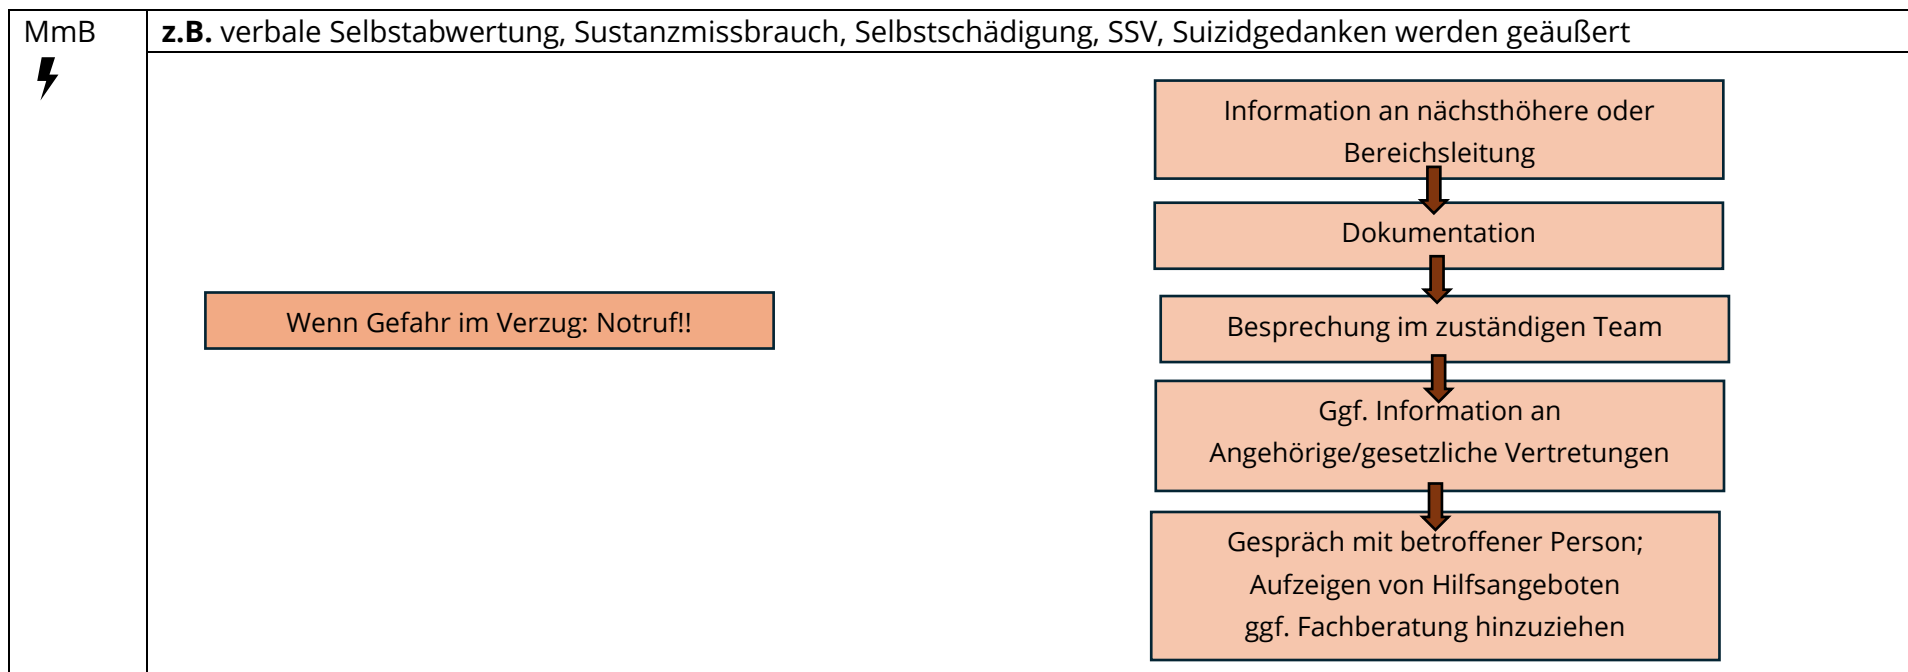 MmB
z.B. verbale Selbstabwertung, Sustanzmissbrauch, Selbstschädigung, SSV, Suizidgedanken werden geäußert
Wenn Gefahr im Verzug: Notruf!!
Information an nächsthöhere oder
Bereichsleitung
Dokumentation
Besprechung im zuständigen Team
Ggf. Information an
Angehörige/gesetzliche Vertretungen
Gespräch mit betroffener Person;
Aufzeigen von Hilfsangeboten
ggf. Fachberatung hinzuziehen